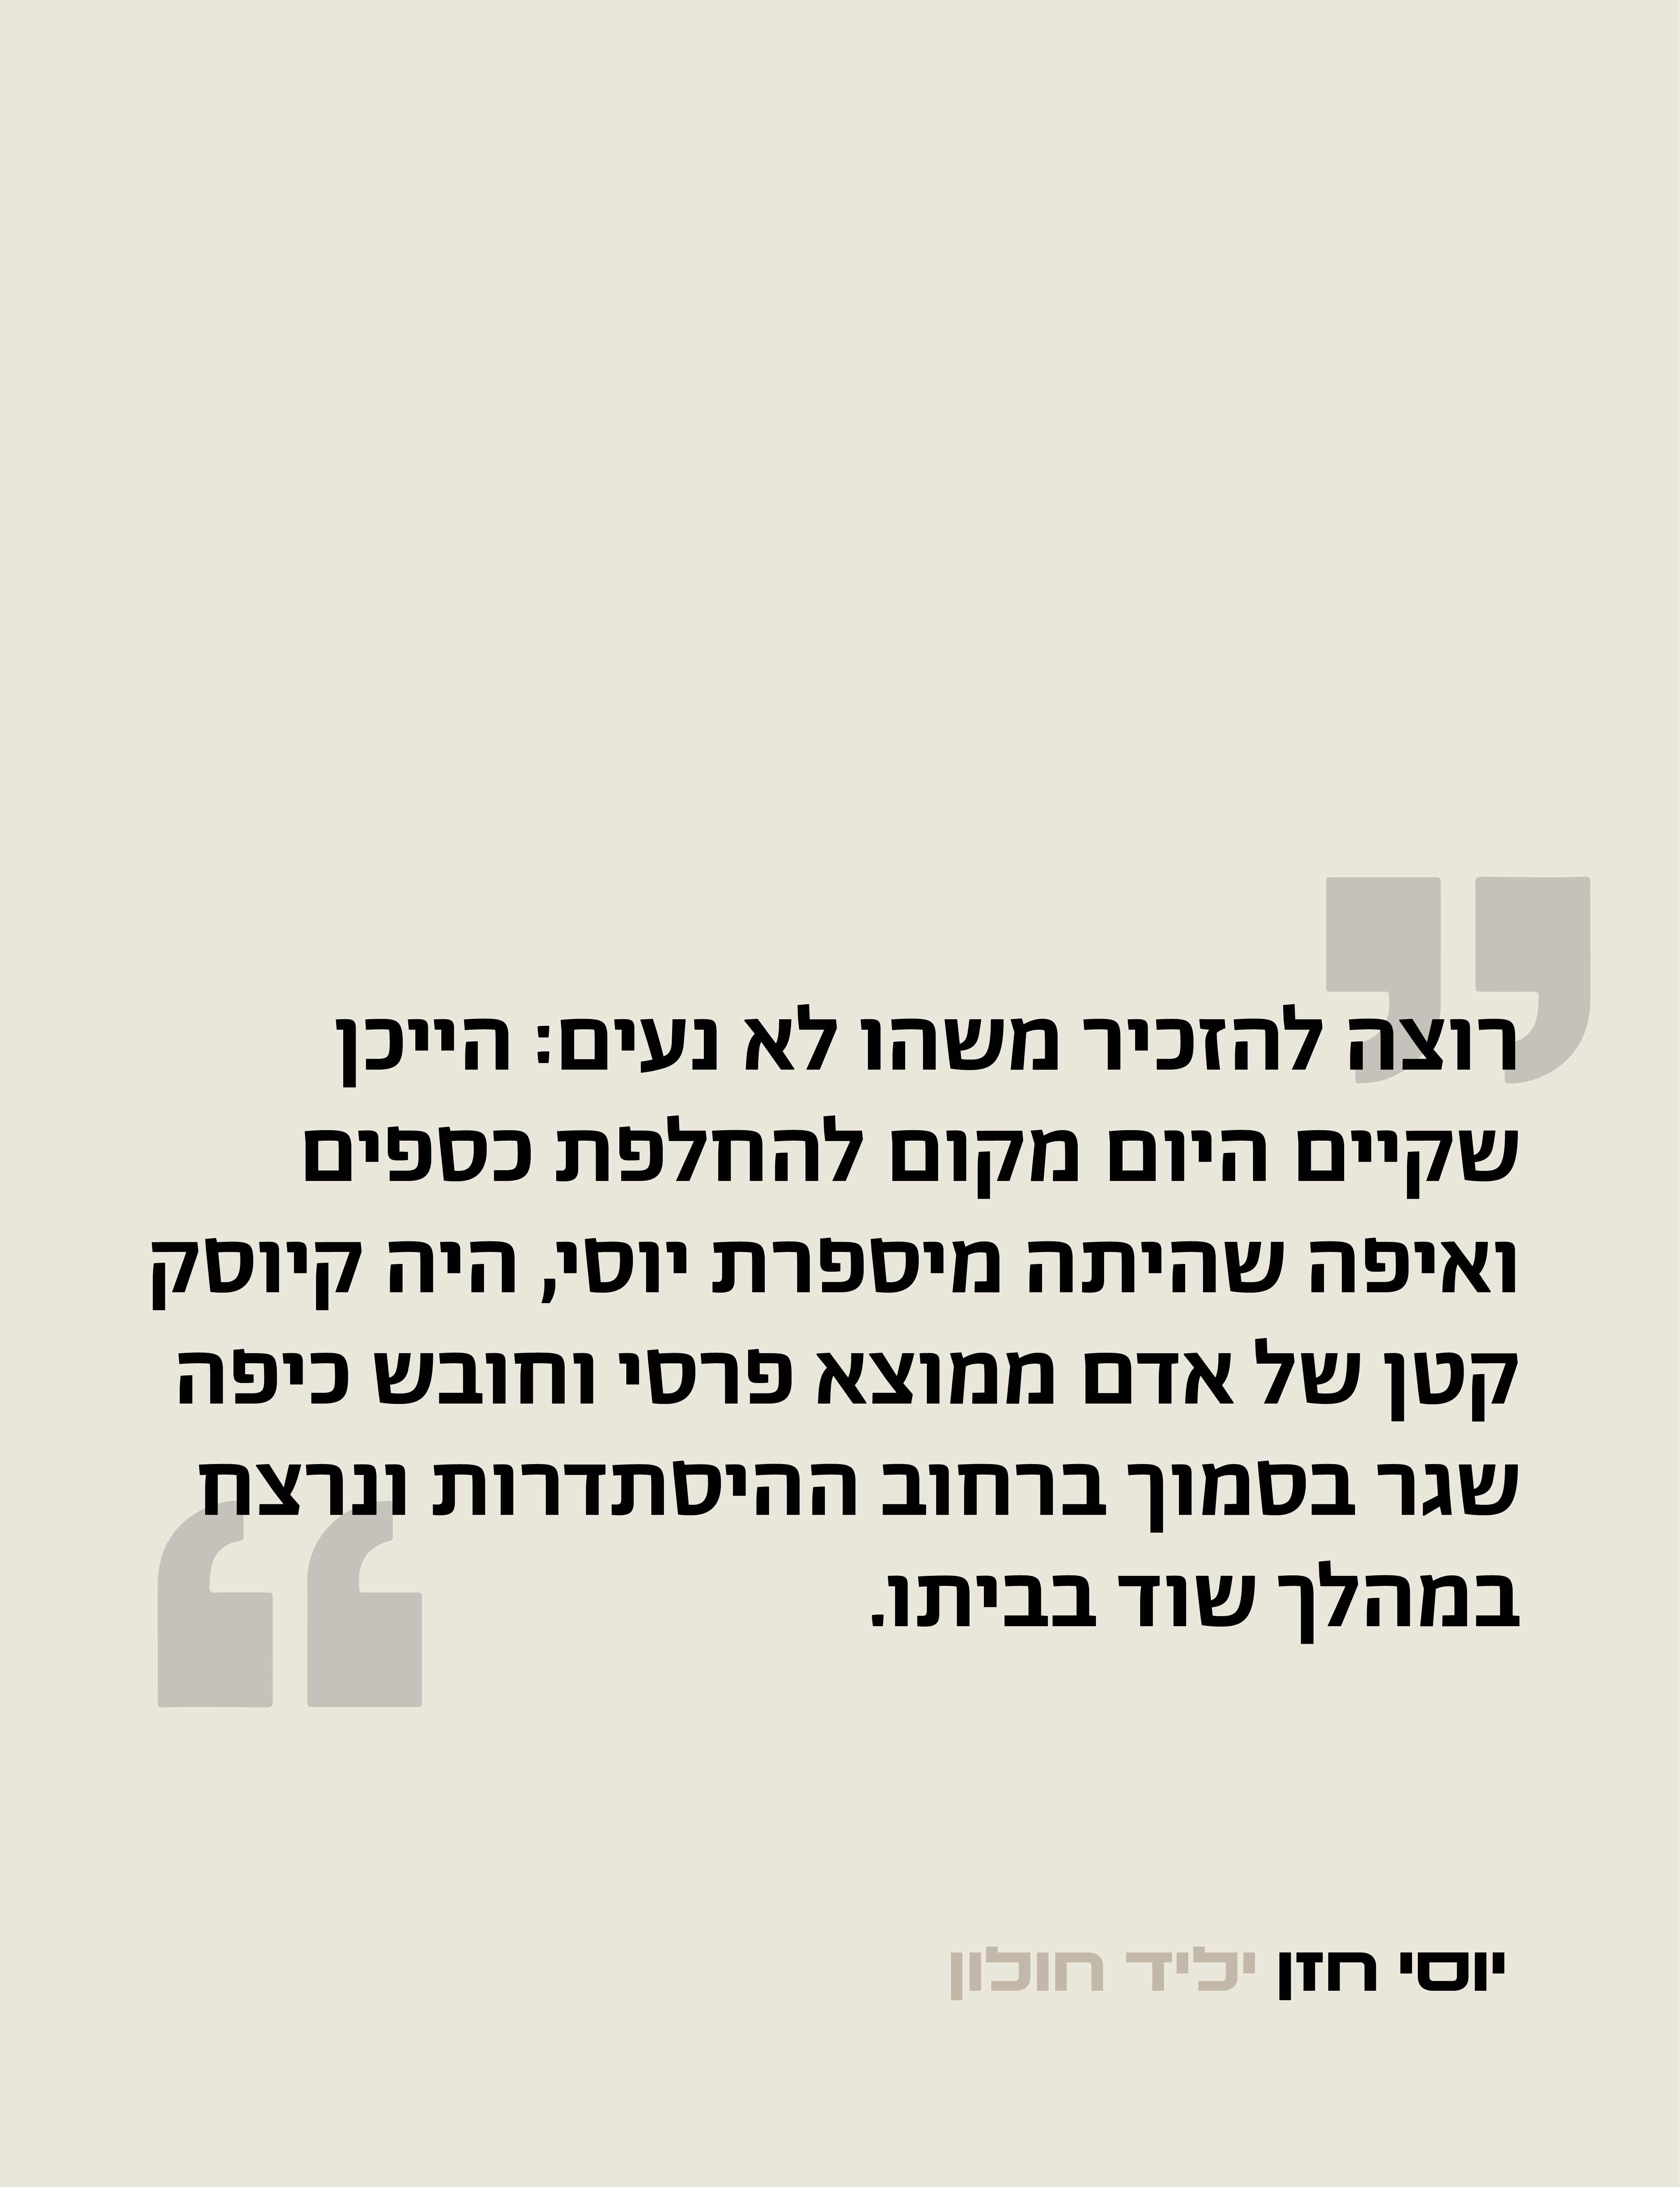 רוצה להזכיר משהו לא נעים: הייכן
שקיים היום מקום להחלפת כספים
ואיפה שהיתה מיספרת יוסי, היה קיוסק
קטן של אדם ממוצא פרסי וחובש כיפה
שגר בסמוך ברחוב ההיסתדרות ונרצח
במהלך שוד בביתו.
יוסי חזן יליד חולון